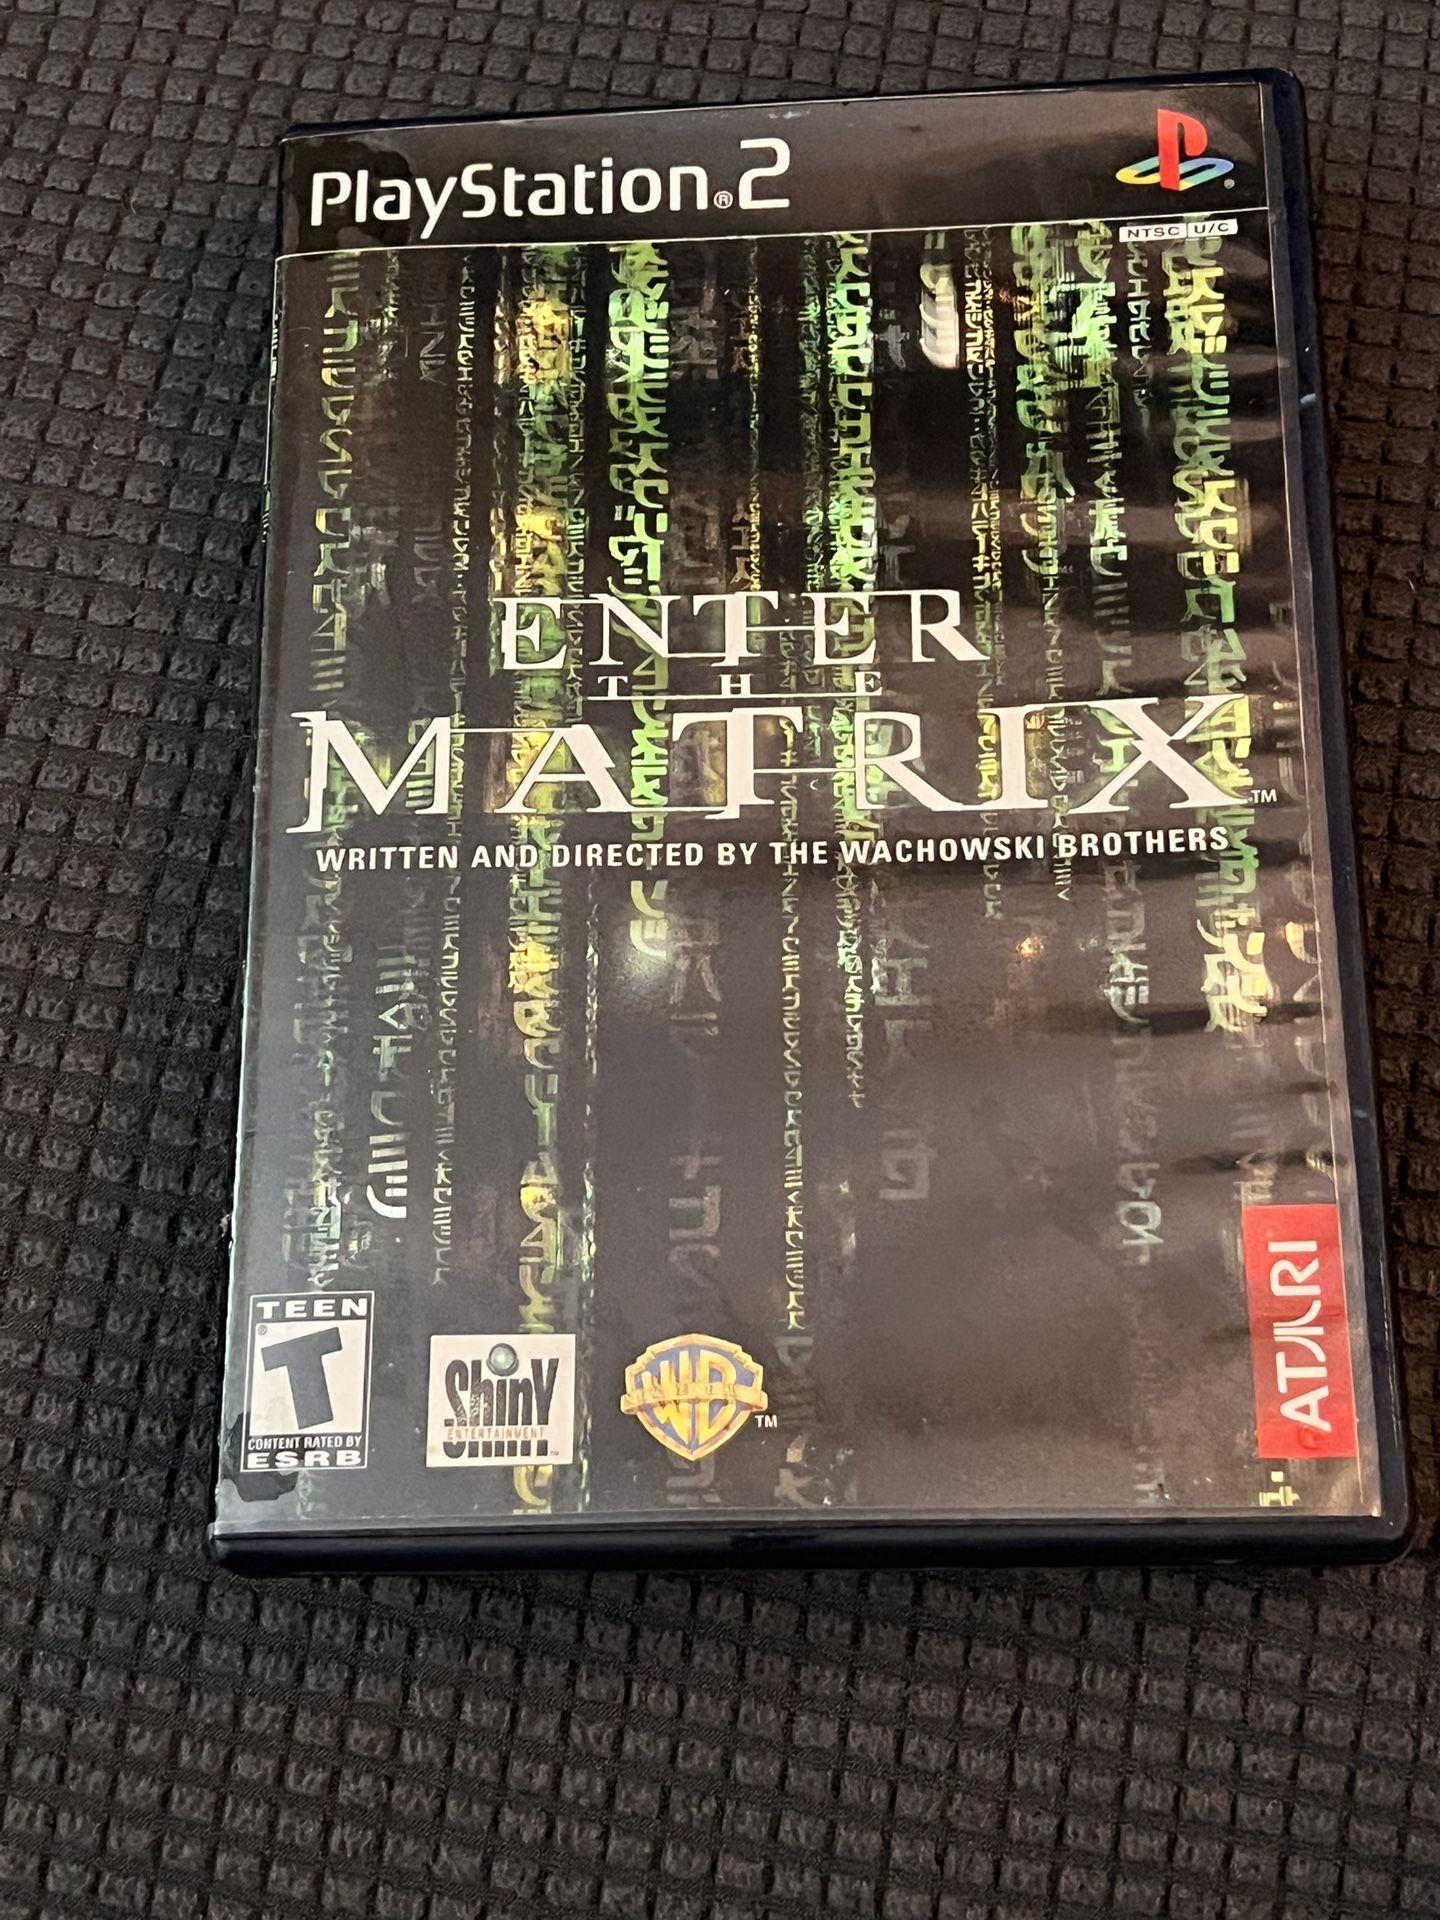 PlayStation®2
NTSC U/C
ENTER
THE
MATRIX™
WRITTEN AND DIRECTED BY THE WACHOWSKI BROTHERS
TEEN
T
®
CONTENT RATED BY
ESRB
Shiny
ENTERTAINMENT
WB™
ATARI
®